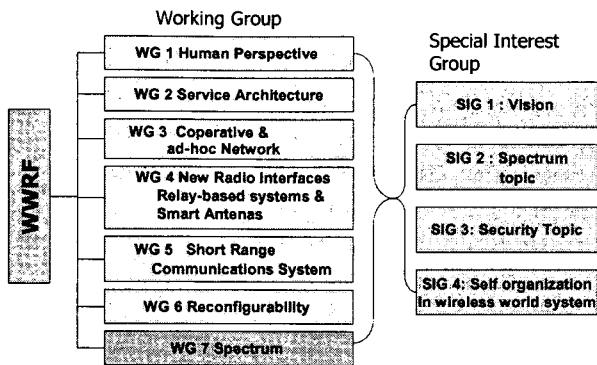 Working Group
Special Interest
Group
WWRF
WG 1 Human Perspective
WG 2 Service Architecture
WG 3 Coperative &
ad-hoc Network
WG 4 New Radio Interfaces
Relay-based systems &
Smart Antenas
WG 5 Short Range
Communications System
WG 6 Reconfigurability
WG 7 Spectrum
SIG 1 : Vision
SIG 2 : Spectrum
topic
SIG 3: Security Topic
SIG 4: Self organization
In wireless world system